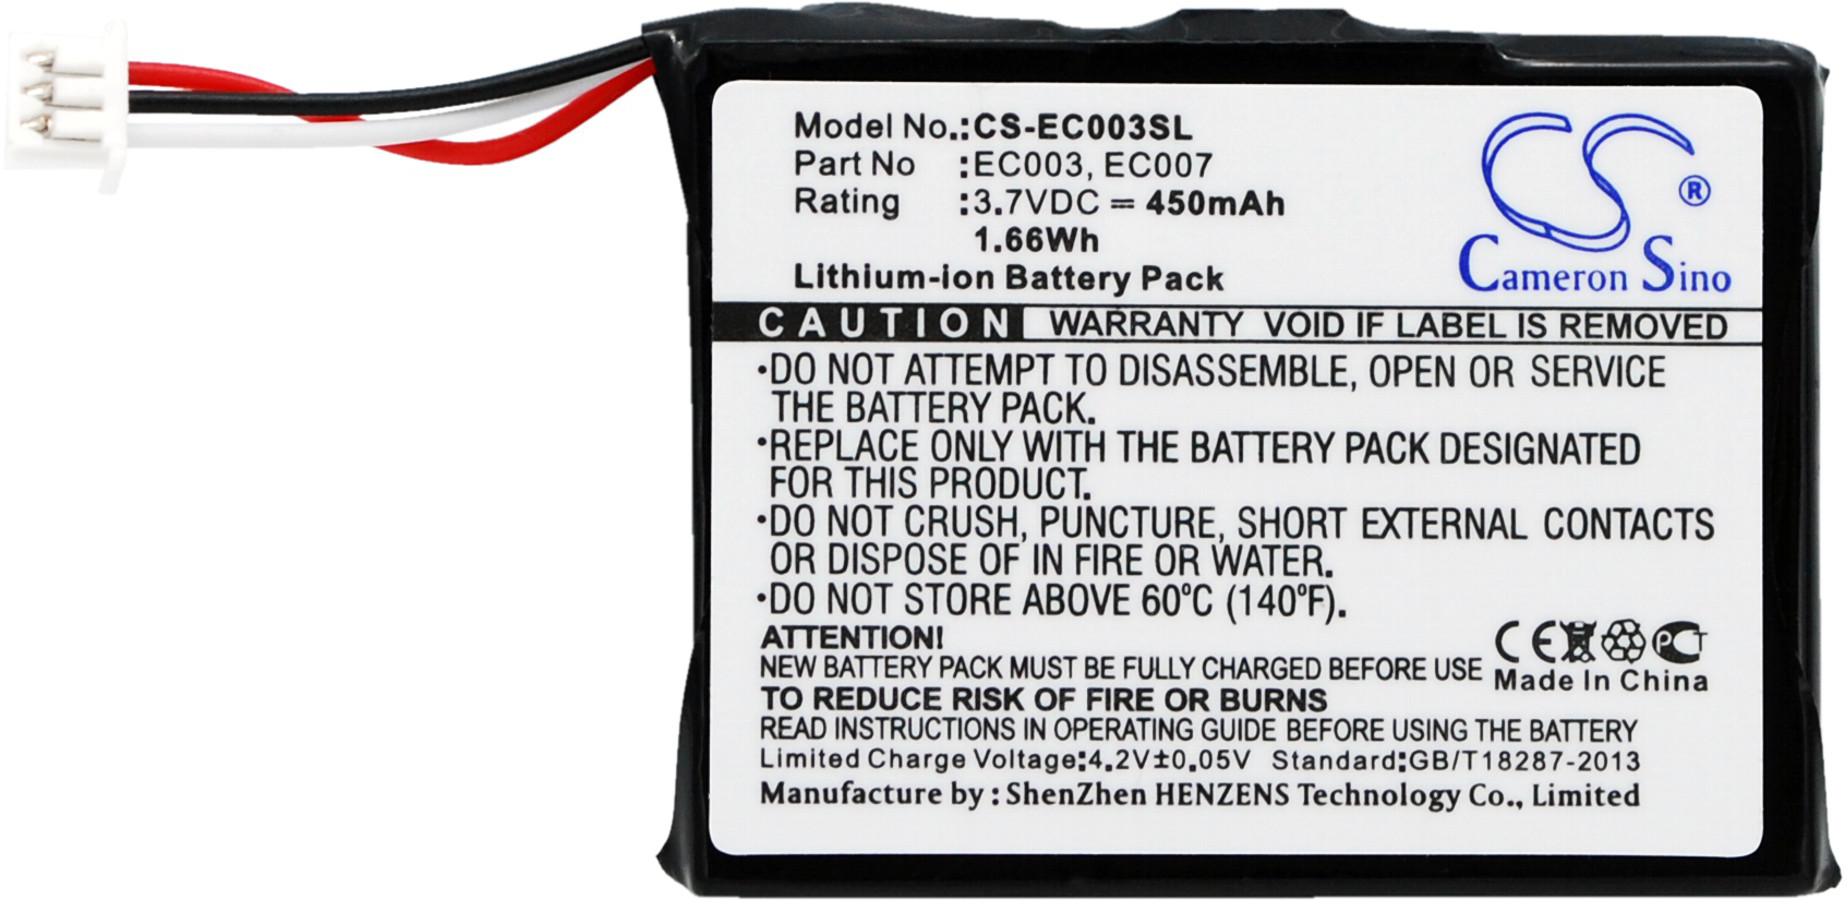 Model No.:CS-EC003SL
Part No :EC003, EC007
Rating :3.7VDC = 450mAh
1.66Wh
Lithium-ion Battery Pack
CS ®
Cameron Sino
CAUTION WARRANTY VOID IF LABEL IS REMOVED
·DO NOT ATTEMPT TO DISASSEMBLE, OPEN OR SERVICE
THE BATTERY PACK.
·REPLACE ONLY WITH THE BATTERY PACK DESIGNATED
FOR THIS PRODUCT.
·DO NOT CRUSH, PUNCTURE, SHORT EXTERNAL CONTACTS
OR DISPOSE OF IN FIRE OR WATER.
·DO NOT STORE ABOVE 60°C (140°F).
ATTENTION!
NEW BATTERY PACK MUST BE FULLY CHARGED BEFORE USE
CE PCT
Made In China
TO REDUCE RISK OF FIRE OR BURNS
READ INSTRUCTIONS IN OPERATING GUIDE BEFORE USING THE BATTERY
Limited Charge Voltage:4.2V±0.05V Standard:GB/T18287-2013
Manufacture by : ShenZhen HENZENS Technology Co., Limited